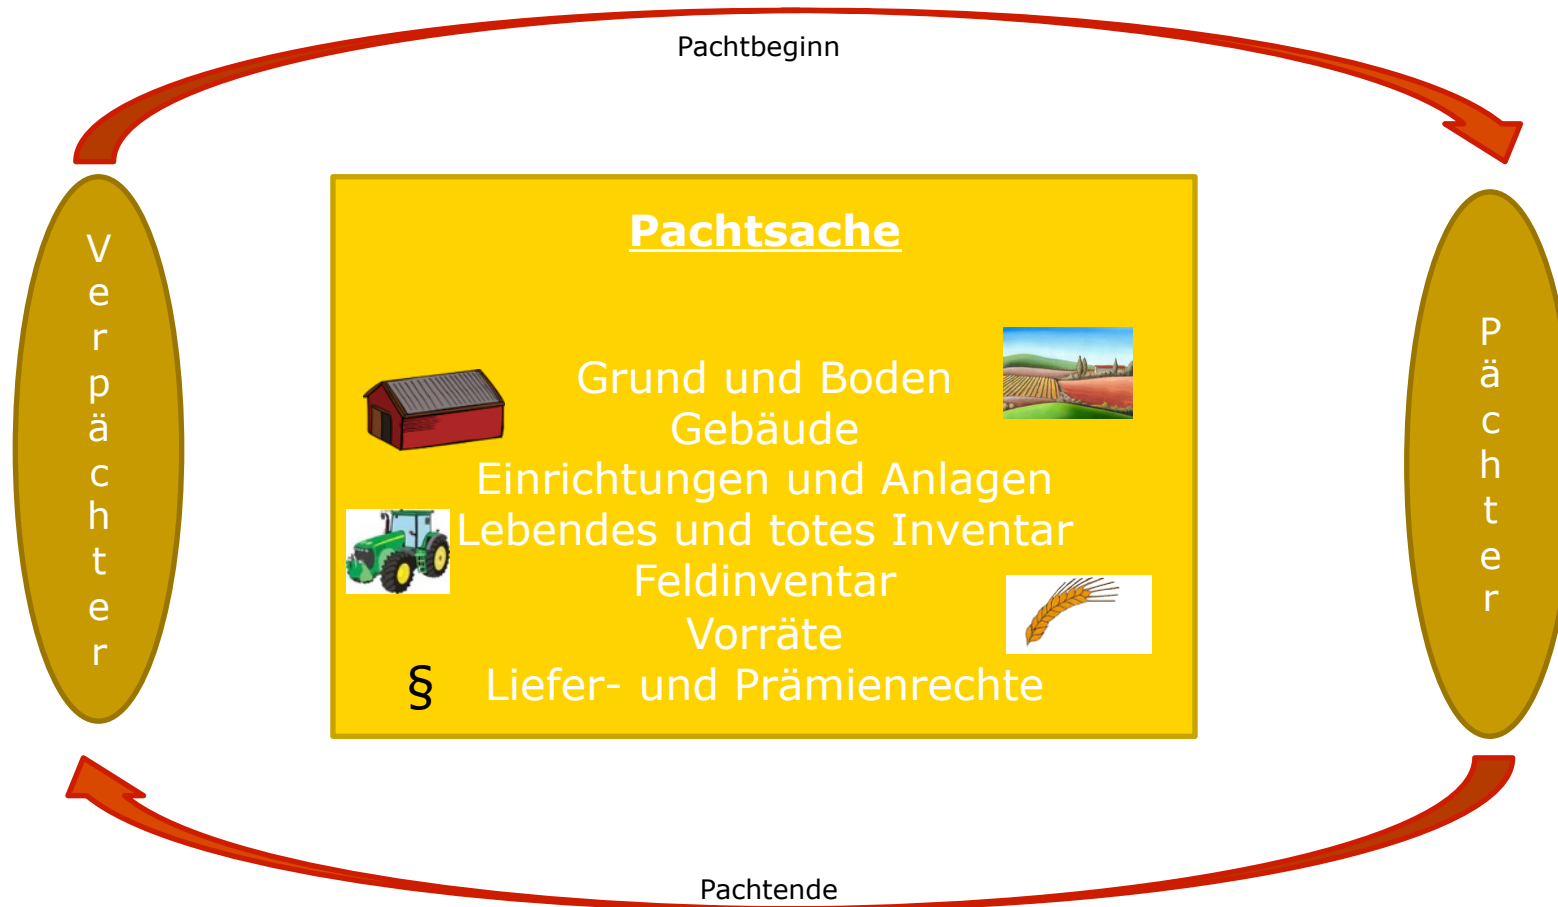 Pachtbeginn
Verpächter
Pachtsache
Grund und Boden
Gebäude
Einrichtungen und Anlagen
Lebendes und totes Inventar
Feldinventar
Vorräte
§ Liefer- und Prämienrechte
Pächter
Pachtende